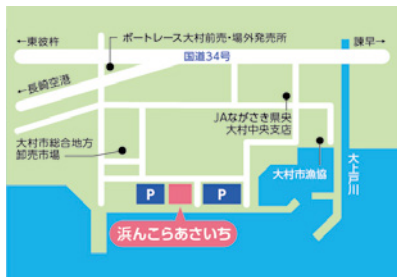 ←東彼杵
ボートレース大村前売・場外発売所
諫早→
国道34号
←長崎空港
JAながさき県央
大村中央支店
大村市総合地方
卸売市場
大村市漁協
大上戸川
P
P
浜んこらあさいち